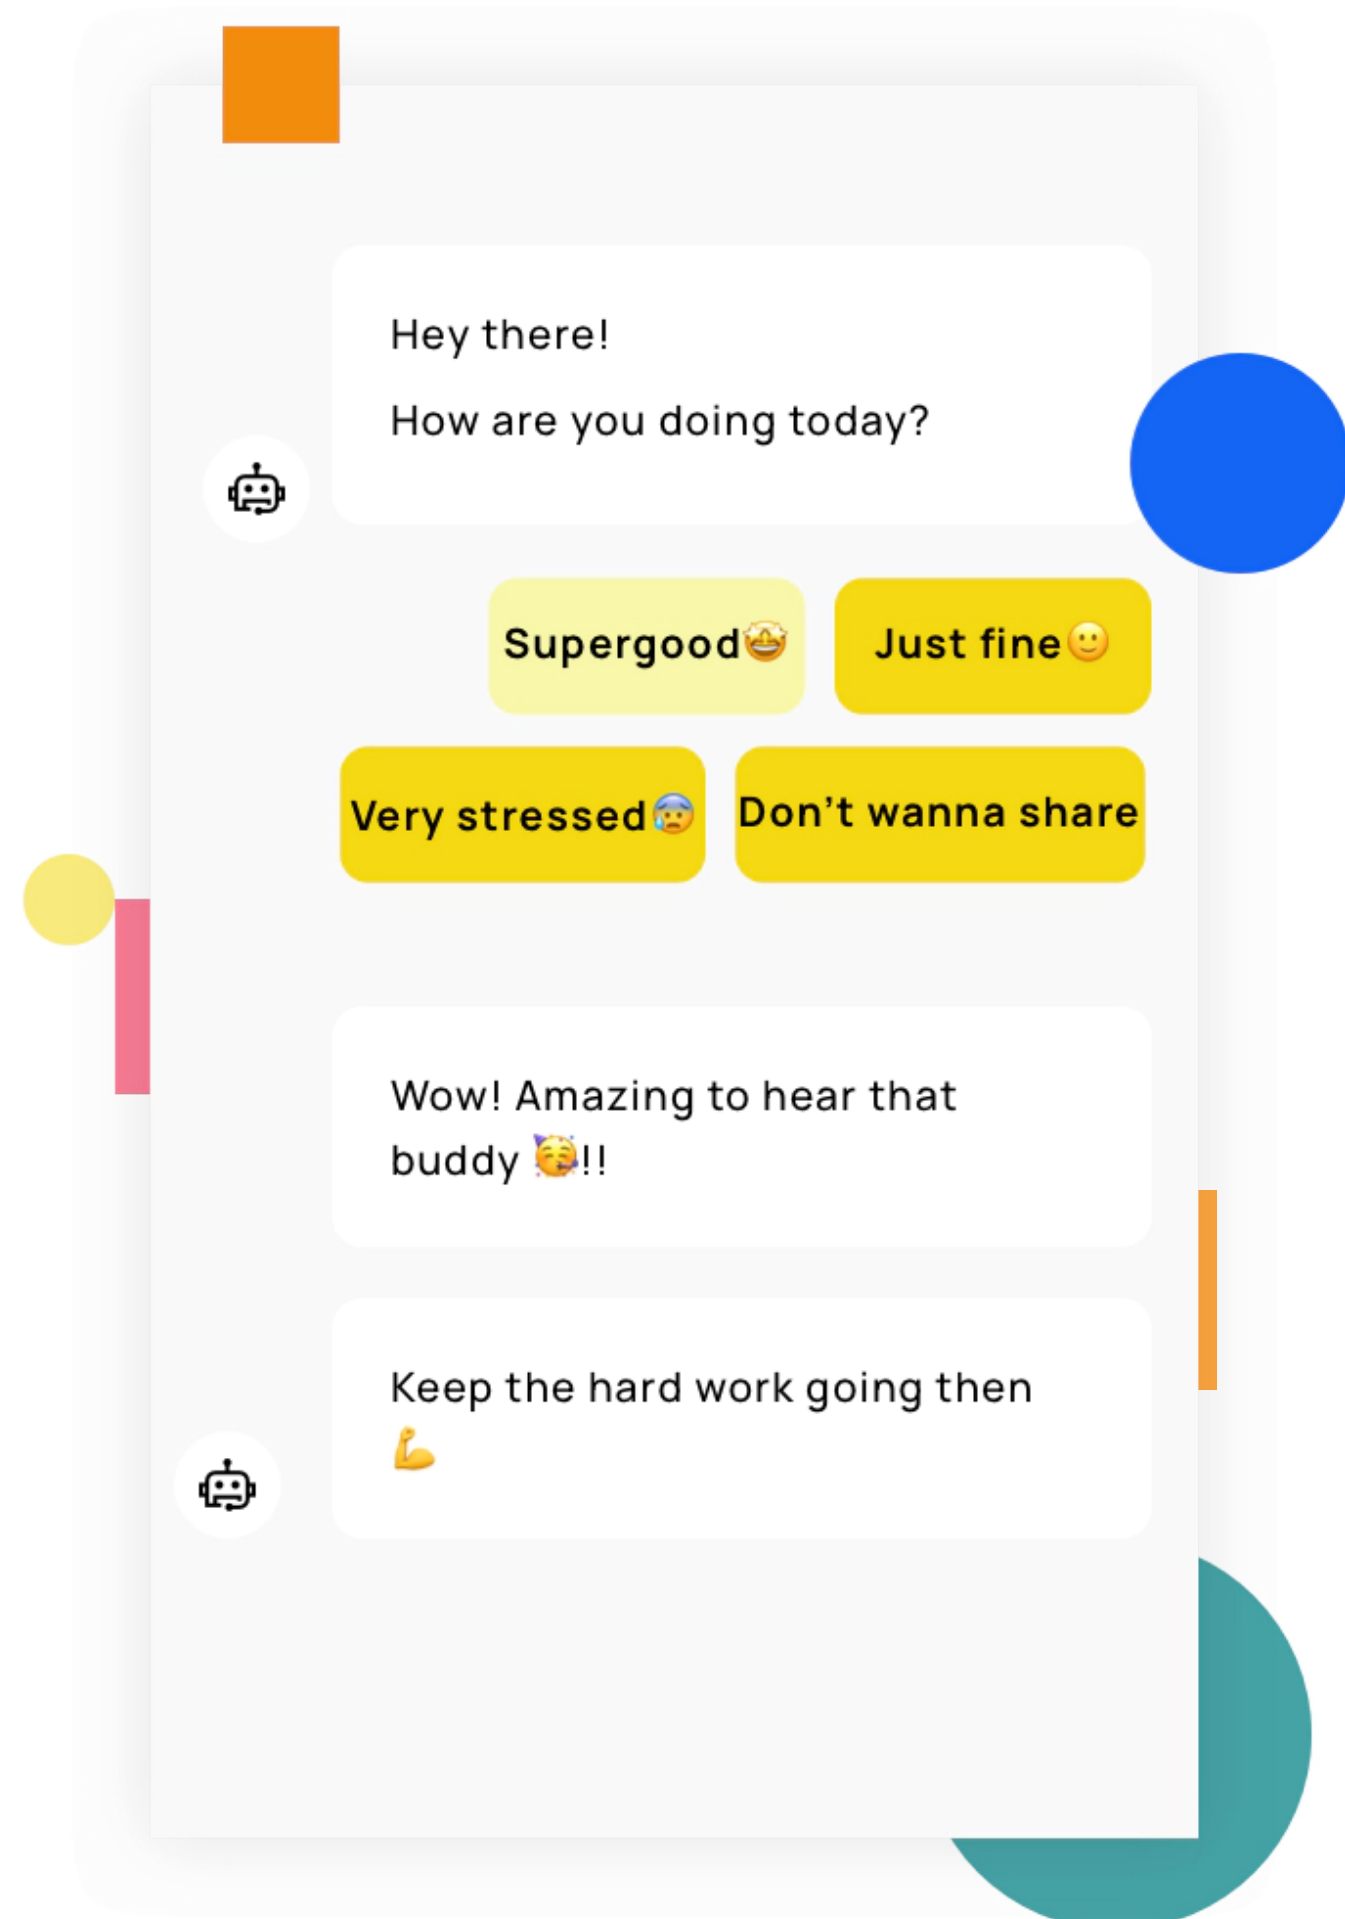 Hey there!
How are you doing today?
Supergood🤩
Just fine🙂
Very stressed😰
Don’t wanna share
Wow! Amazing to hear that
buddy 🥳!!
Keep the hard work going then
💪